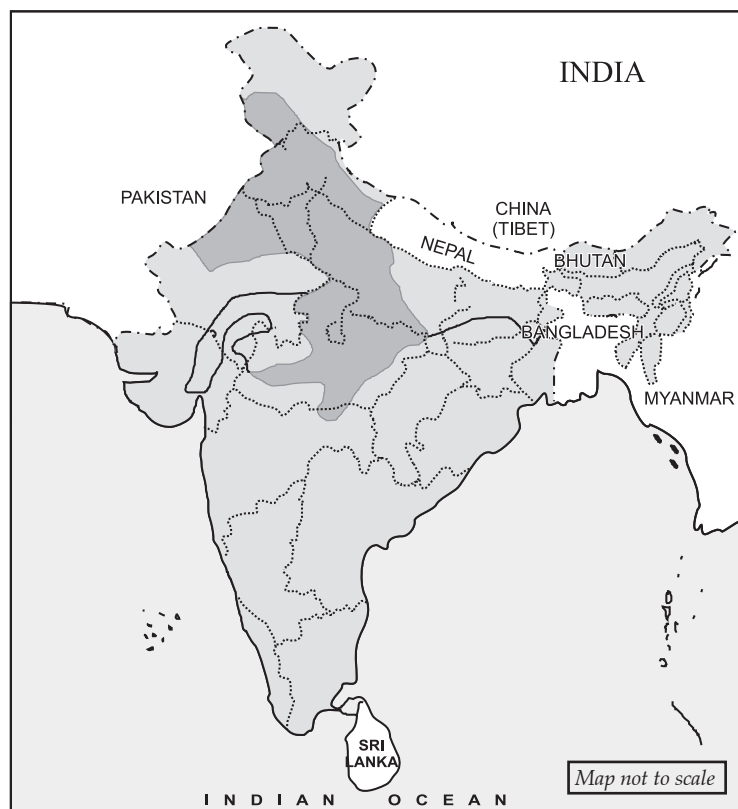 INDIA
PAKISTAN
CHINA
(TIBET)
NEPAL
BHUTAN
BANGLADESH
MYANMAR
SRI
LANKA
Map not to scale
INDIAN OCEAN